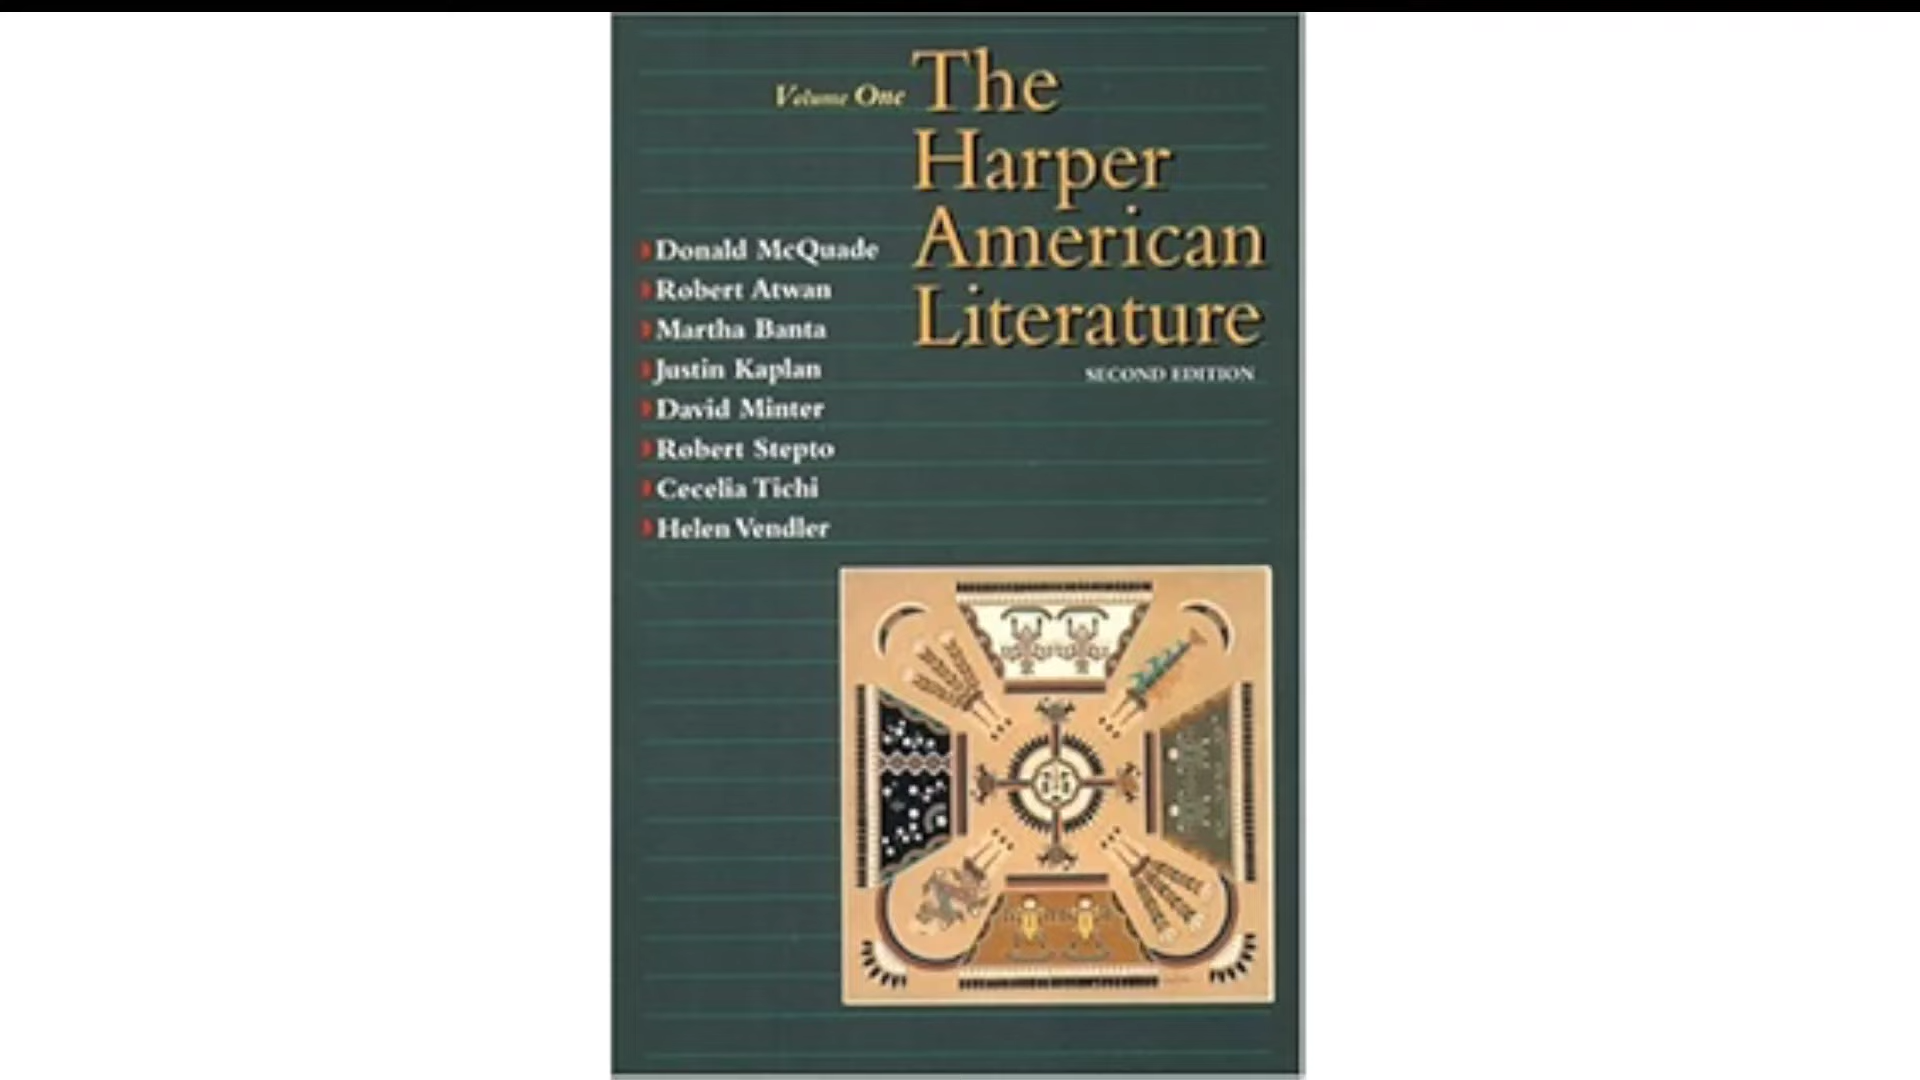 Volume One
The
Harper
American
Literature
SECOND EDITION
Donald McQuade
Robert Atwan
Martha Banta
Justin Kaplan
David Minter
Robert Stepto
Cecelia Tichi
Helen Vendler